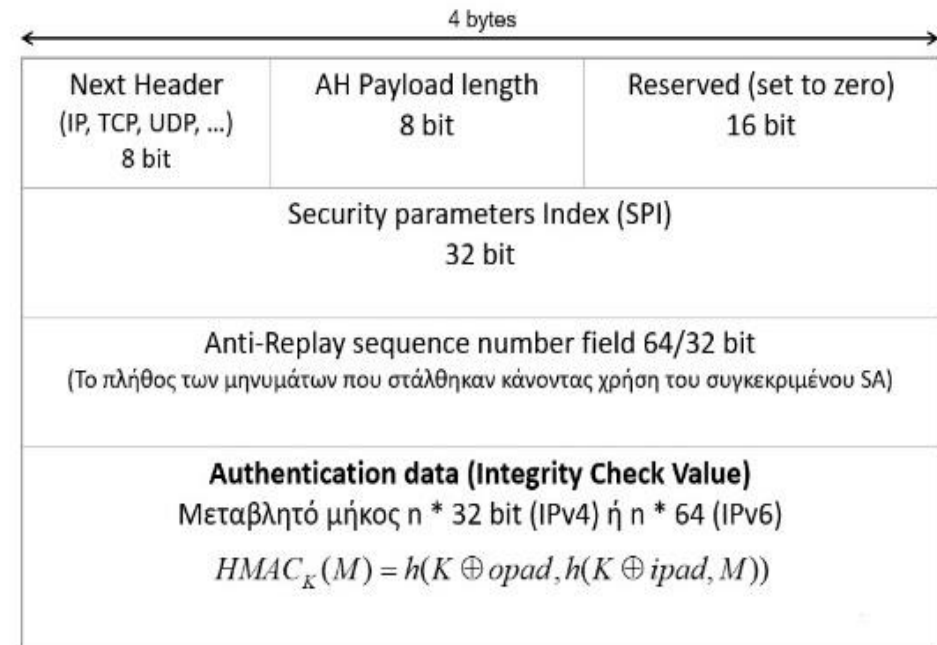 4 bytes
Next Header
(IP, TCP, UDP, ...)
8 bit
AH Payload length
8 bit
Reserved (set to zero)
16 bit
Security parameters Index (SPI)
32 bit
Anti-Replay sequence number field 64/32 bit
(Το πλήθος των μηνυμάτων που στάλθηκαν κάνοντας χρήση του συγκεκριμένου SA)
Authentication data (Integrity Check Value)
Μεταβλητό μήκος n * 32 bit (IPv4) ή n * 64 (IPv6)
HMAC_K(M) = h(K ⊕ opad, h(K ⊕ ipad, M))